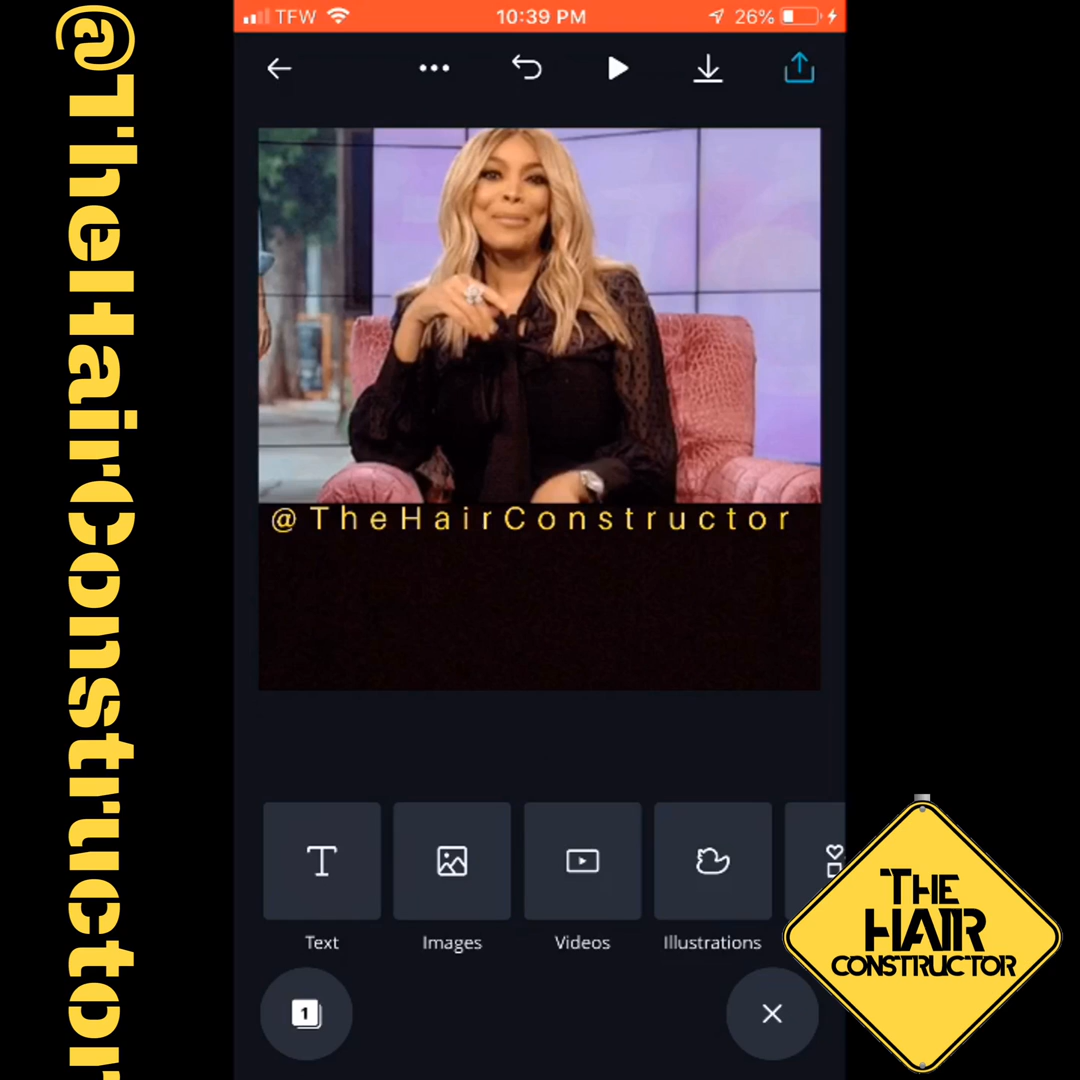 @TheHairConstructor
TFW
10:39 PM
26%
@TheHairConstructor
Text
Images
Videos
Illustrations
1
THE
HAIR
CONSTRUCTOR